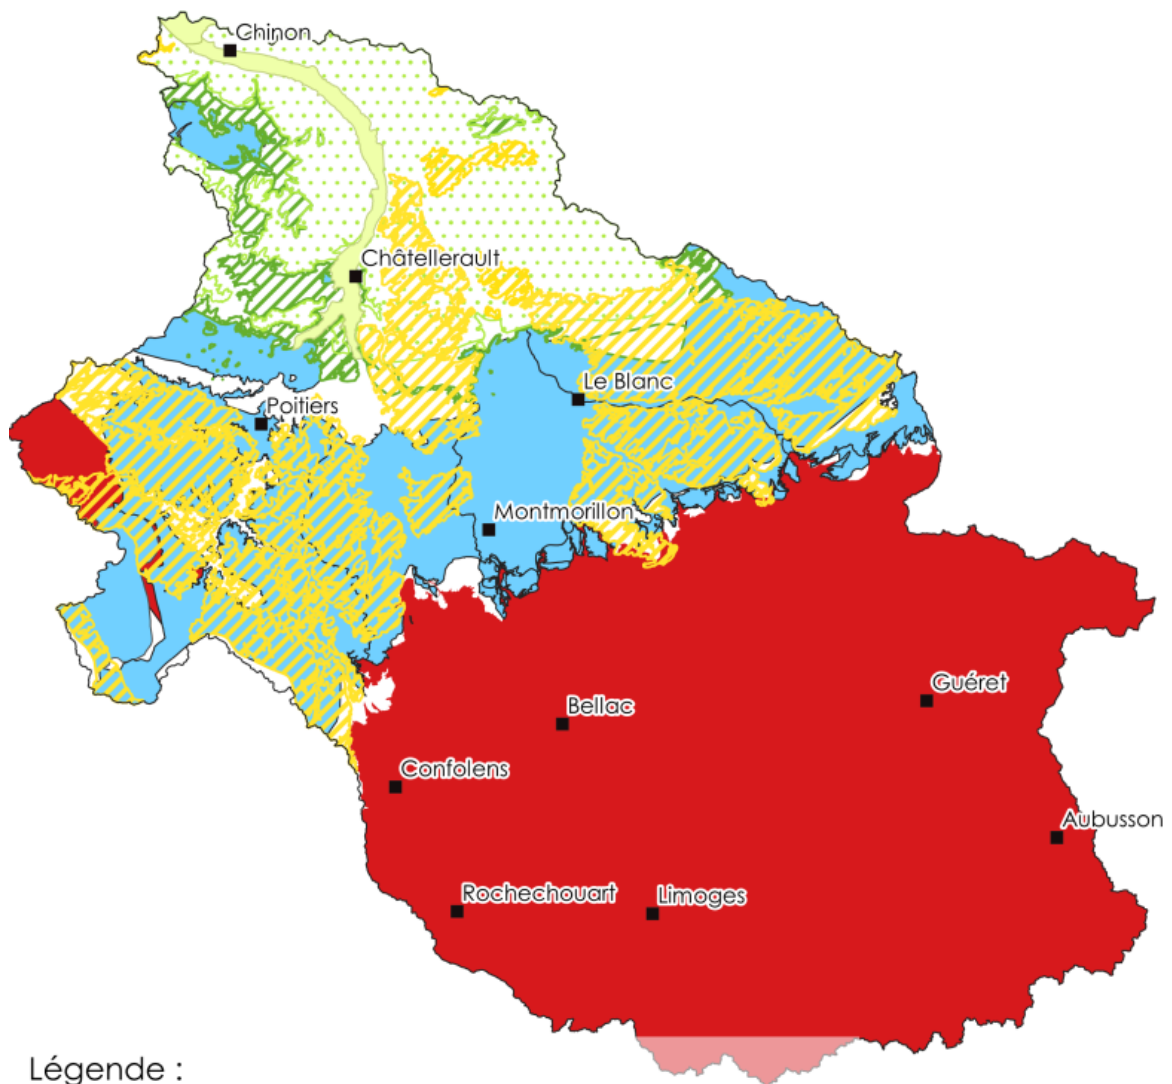 Chinon
Châtellerault
Le Blanc
Poitiers
Montmorillon
Guéret
Bellac
Confolens
Aubusson
Rochechouart
Limoges
Légende :